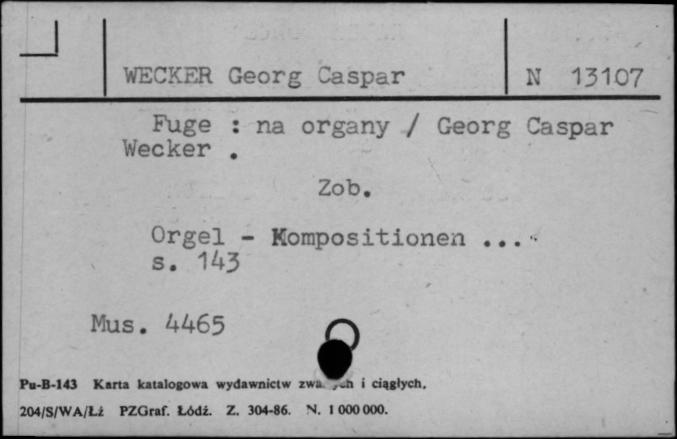 WECKER Georg Caspar N 13107
Fuge : na organy / Georg Caspar
Wecker .
Zob.
Orgel - Kompositionen ...
s. 143
Mus. 4465
Pu-B-143 Karta katalogowa wydawnictw i ciągłych.
204/S/WA/Łż PZGraf. Łódź. Z. 304-86. N. 1 000 000.